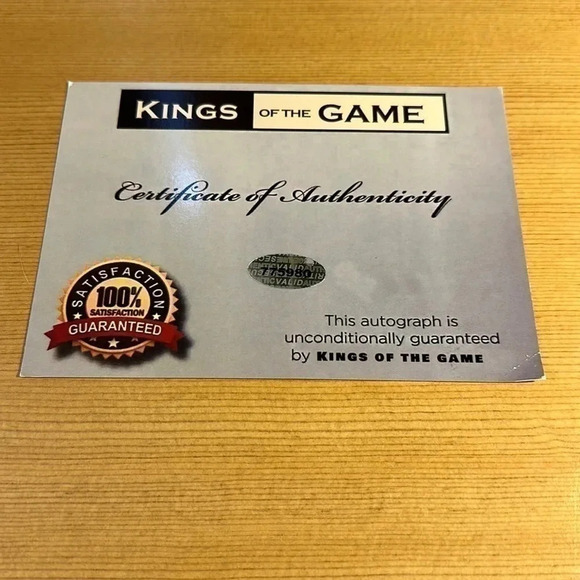 KINGS OF THE GAME
Certificate of Authenticity
SATISFACTION
100%
SATISFACTION
GUARANTEED
This autograph is
unconditionally guaranteed
by KINGS OF THE GAME